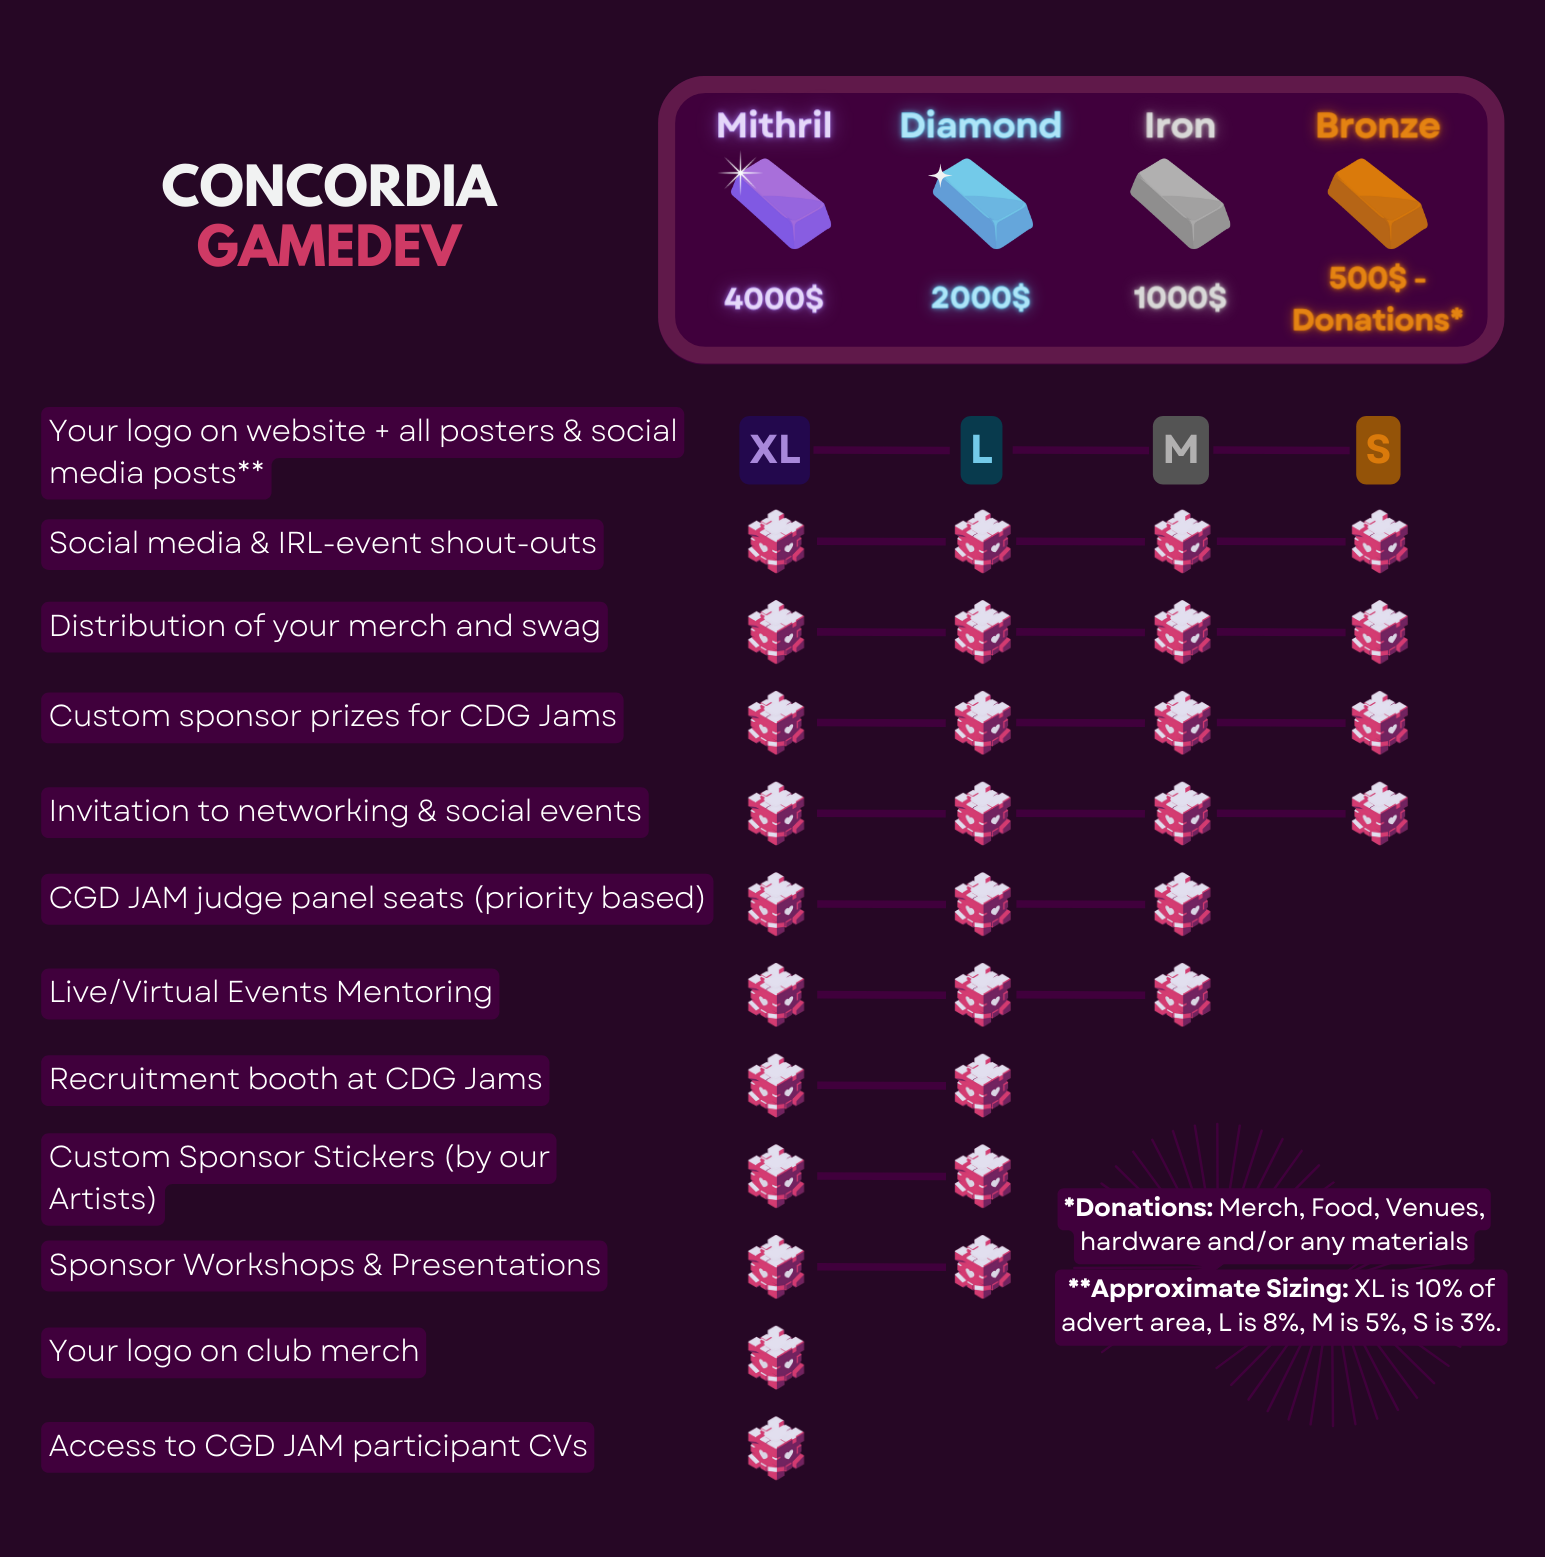 CONCORDIA
GAMEDEV
Mithril
Diamond
Iron
Bronze
4000$
2000$
1000$
500$ -
Donations*
Your logo on website + all posters & social
media posts**
XL
L
M
S
Social media & IRL-event shout-outs
Distribution of your merch and swag
Custom sponsor prizes for CDG Jams
Invitation to networking & social events
CGD JAM judge panel seats (priority based)
Live/Virtual Events Mentoring
Recruitment booth at CDG Jams
Custom Sponsor Stickers (by our
Artists)
Sponsor Workshops & Presentations
Your logo on club merch
Access to CGD JAM participant CVs
*Donations: Merch, Food, Venues,
hardware and/or any materials
**Approximate Sizing: XL is 10% of
advert area, L is 8%, M is 5%, S is 3%.